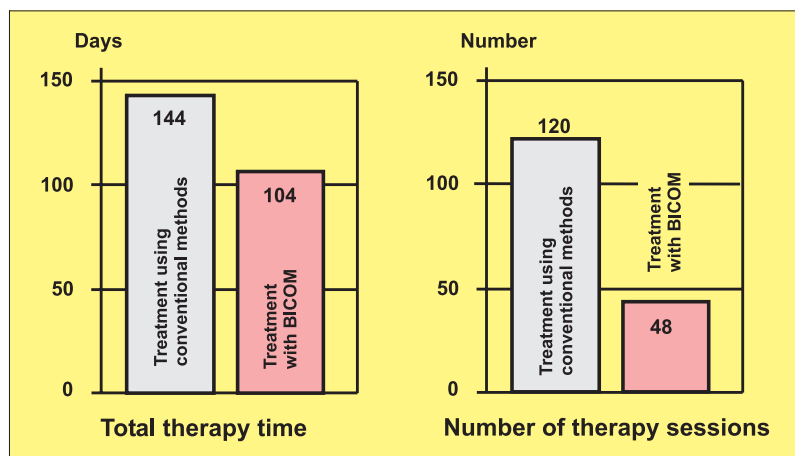 Days
150
100
50
0
144
Treatment using
conventional methods
104
Treatment
with BICOM
Total therapy time
Number
150
100
50
0
120
Treatment using
conventional methods
Treatment
with BICOM
48
Number of therapy sessions